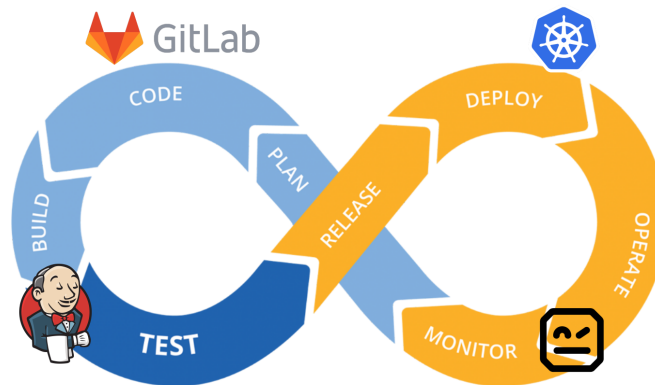 GitLab
CODE
DEPLOY
PLAN
BUILD
RELEASE
OPERATE
TEST
MONITOR